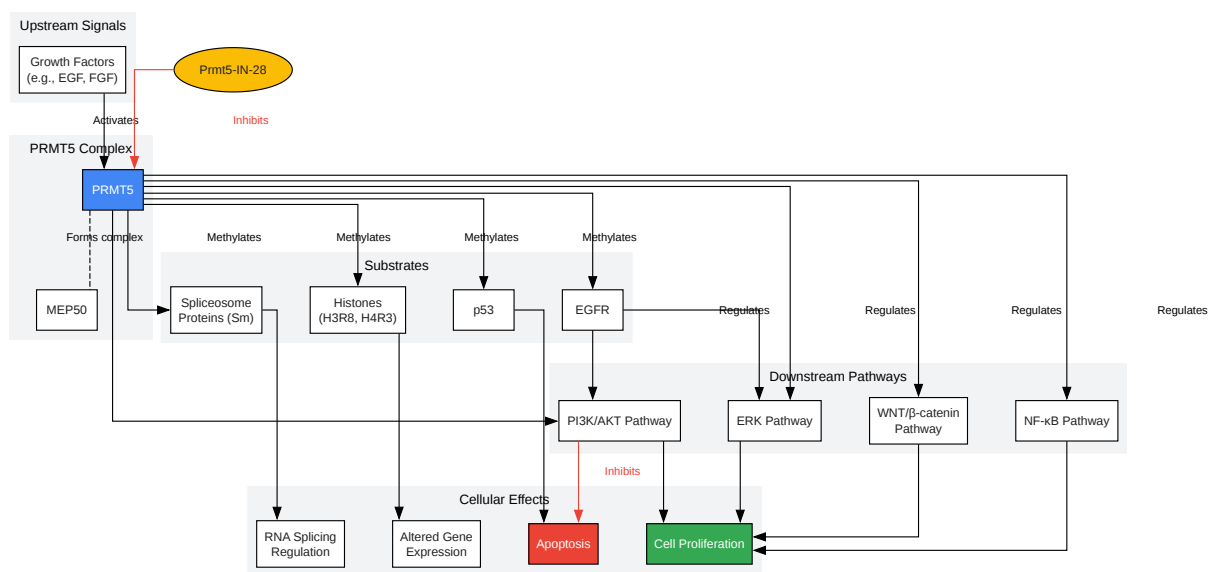 Upstream Signals
Growth Factors
(e.g., EGF, FGF)
Prmt5-IN-28
Activates
Inhibits
PRMT5 Complex
PRMT5
Forms complex
Methylates
Methylates
Methylates
Methylates
Substrates
MEP50
Spliceosome
Proteins (Sm)
Histones
(H3R8, H4R3)
p53
EGFR
Regulates
Regulates
Regulates
Regulates
Downstream Pathways
PI3K/AKT Pathway
ERK Pathway
WNT/β-catenin
Pathway
NF-κB Pathway
Inhibits
Cellular Effects
RNA Splicing
Regulation
Altered Gene
Expression
Apoptosis
Cell Proliferation